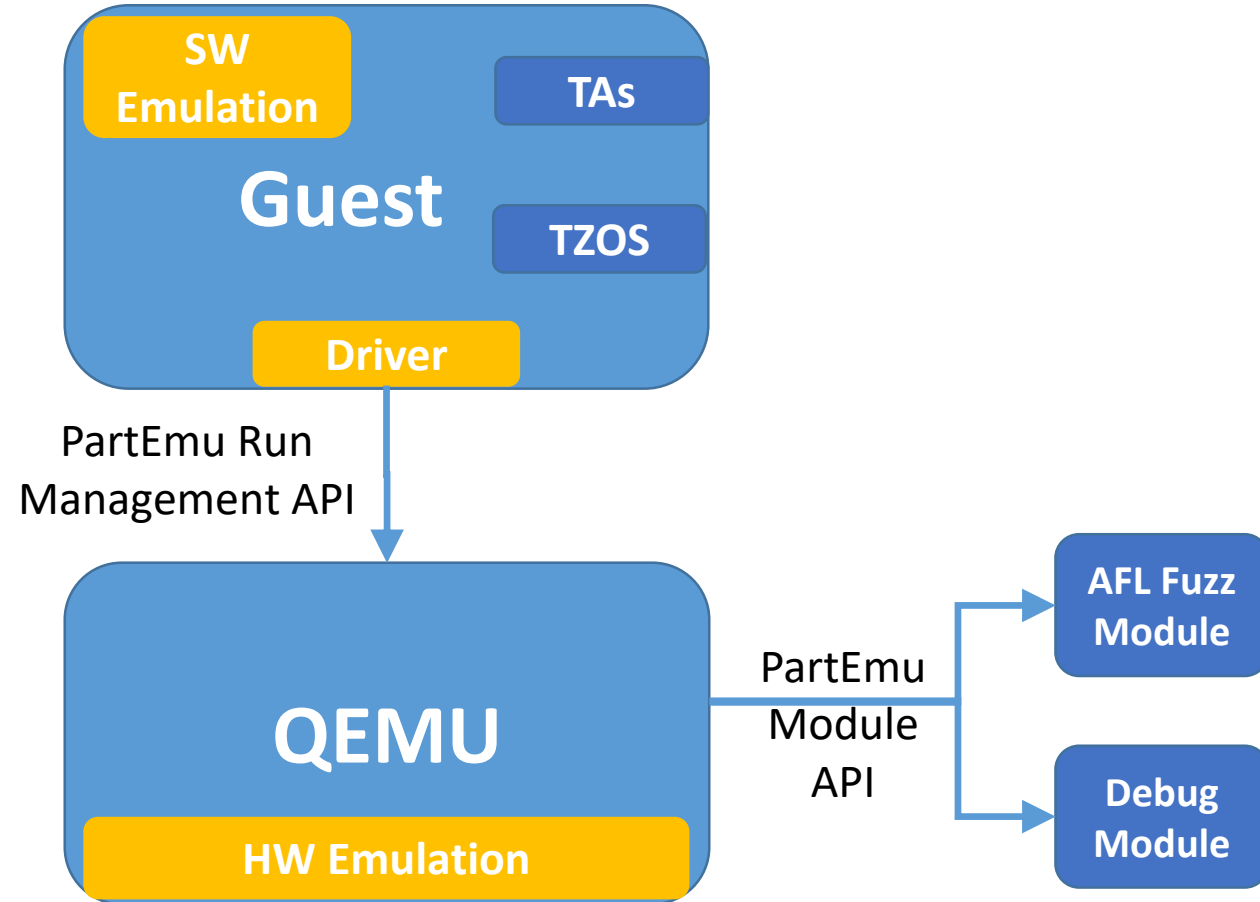 SW
Emulation
TAs
Guest
TZOS
Driver
PartEmu Run
Management API
QEMU
HW Emulation
PartEmu
Module
API
AFL Fuzz
Module
Debug
Module